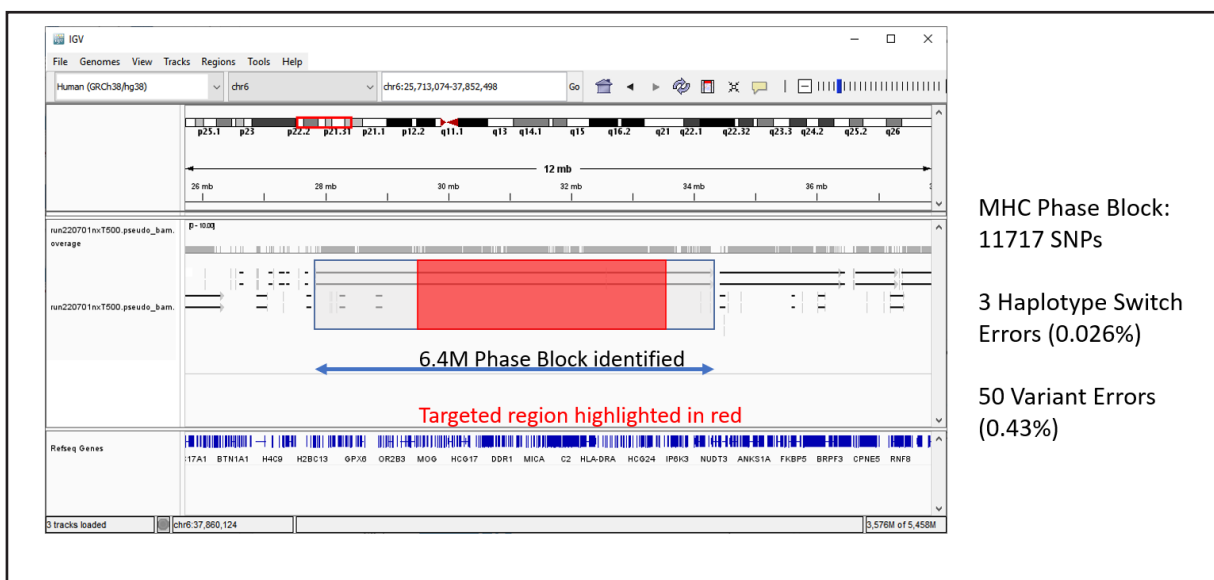 IGV
File Genomes View Tracks Regions Tools Help
Human (GRCh38/hg38) chr6 chr6:25,713,074-37,852,498 Go
p25.1 p23 p22.2 p21.31 p21.1 p12.2 q11.1 q13 q14.1 q15 q16.2 q21 q22.1 q22.32 q23.3 q24.2 q25.2 q26
12 mb
26 mb 28 mb 30 mb 32 mb 34 mb 36 mb
run220701nxT500.pseudo_bam.
overage
[0 - 10.00]
run220701nxT500.pseudo_bam.
6.4M Phase Block identified
Targeted region highlighted in red
Refseq Genes
17A1 BTN1A1 H4C9 H2BC13 GPX6 OR2B3 MOG HCG17 DDR1 MICA C2 HLA-DRA HCG24 IP6K3 NUDT3 ANKS1A FKBP5 BRPF3 CPNE5 RNF8
3 tracks loaded chr6:37,860,124 3,576M of 5,458M
MHC Phase Block:
11717 SNPs
3 Haplotype Switch
Errors (0.026%)
50 Variant Errors
(0.43%)